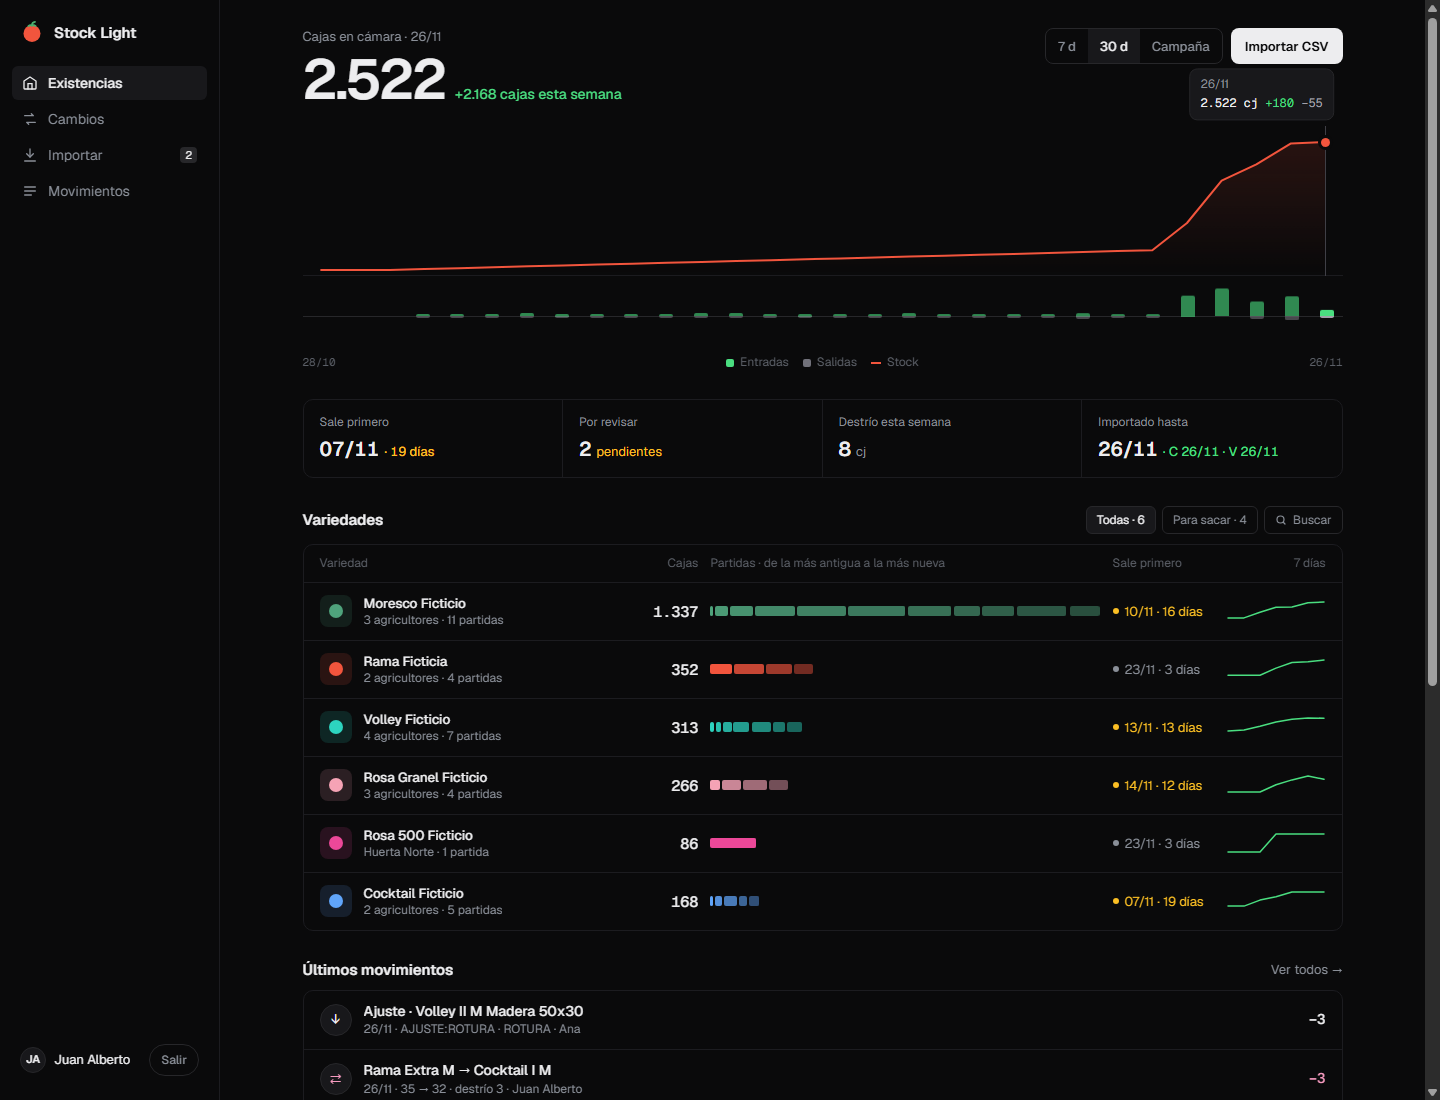 Stock Light
Existencias
Cambios
Importar 2
Movimientos
Cajas en cámara · 26/11
2.522 +2.168 cajas esta semana
7 d 30 d Campaña Importar CSV
26/11
2.522 cj +180 −55
28/10 Entradas Salidas Stock 26/11
Sale primero
07/11 · 19 días
Por revisar
2 pendientes
Destrío esta semana
8 cj
Importado hasta
26/11 · C 26/11 · V 26/11
Variedades Todas · 6 Para sacar · 4 Buscar
Variedad Cajas Partidas · de la más antigua a la más nueva Sale primero 7 días
Moresco Ficticio
3 agricultores · 11 partidas
1.337 10/11 · 16 días
Rama Ficticia
2 agricultores · 4 partidas
352 23/11 · 3 días
Volley Ficticio
4 agricultores · 7 partidas
313 13/11 · 13 días
Rosa Granel Ficticio
3 agricultores · 4 partidas
266 14/11 · 12 días
Rosa 500 Ficticio
Huerta Norte · 1 partida
86 23/11 · 3 días
Cocktail Ficticio
2 agricultores · 5 partidas
168 07/11 · 19 días
Últimos movimientos Ver todos →
Ajuste · Volley II M Madera 50x30
26/11 · AJUSTE:ROTURA · ROTURA · Ana
−3
Rama Extra M → Cocktail I M
26/11 · 35 → 32 · destrío 3 · Juan Alberto
−3
JA Juan Alberto Salir